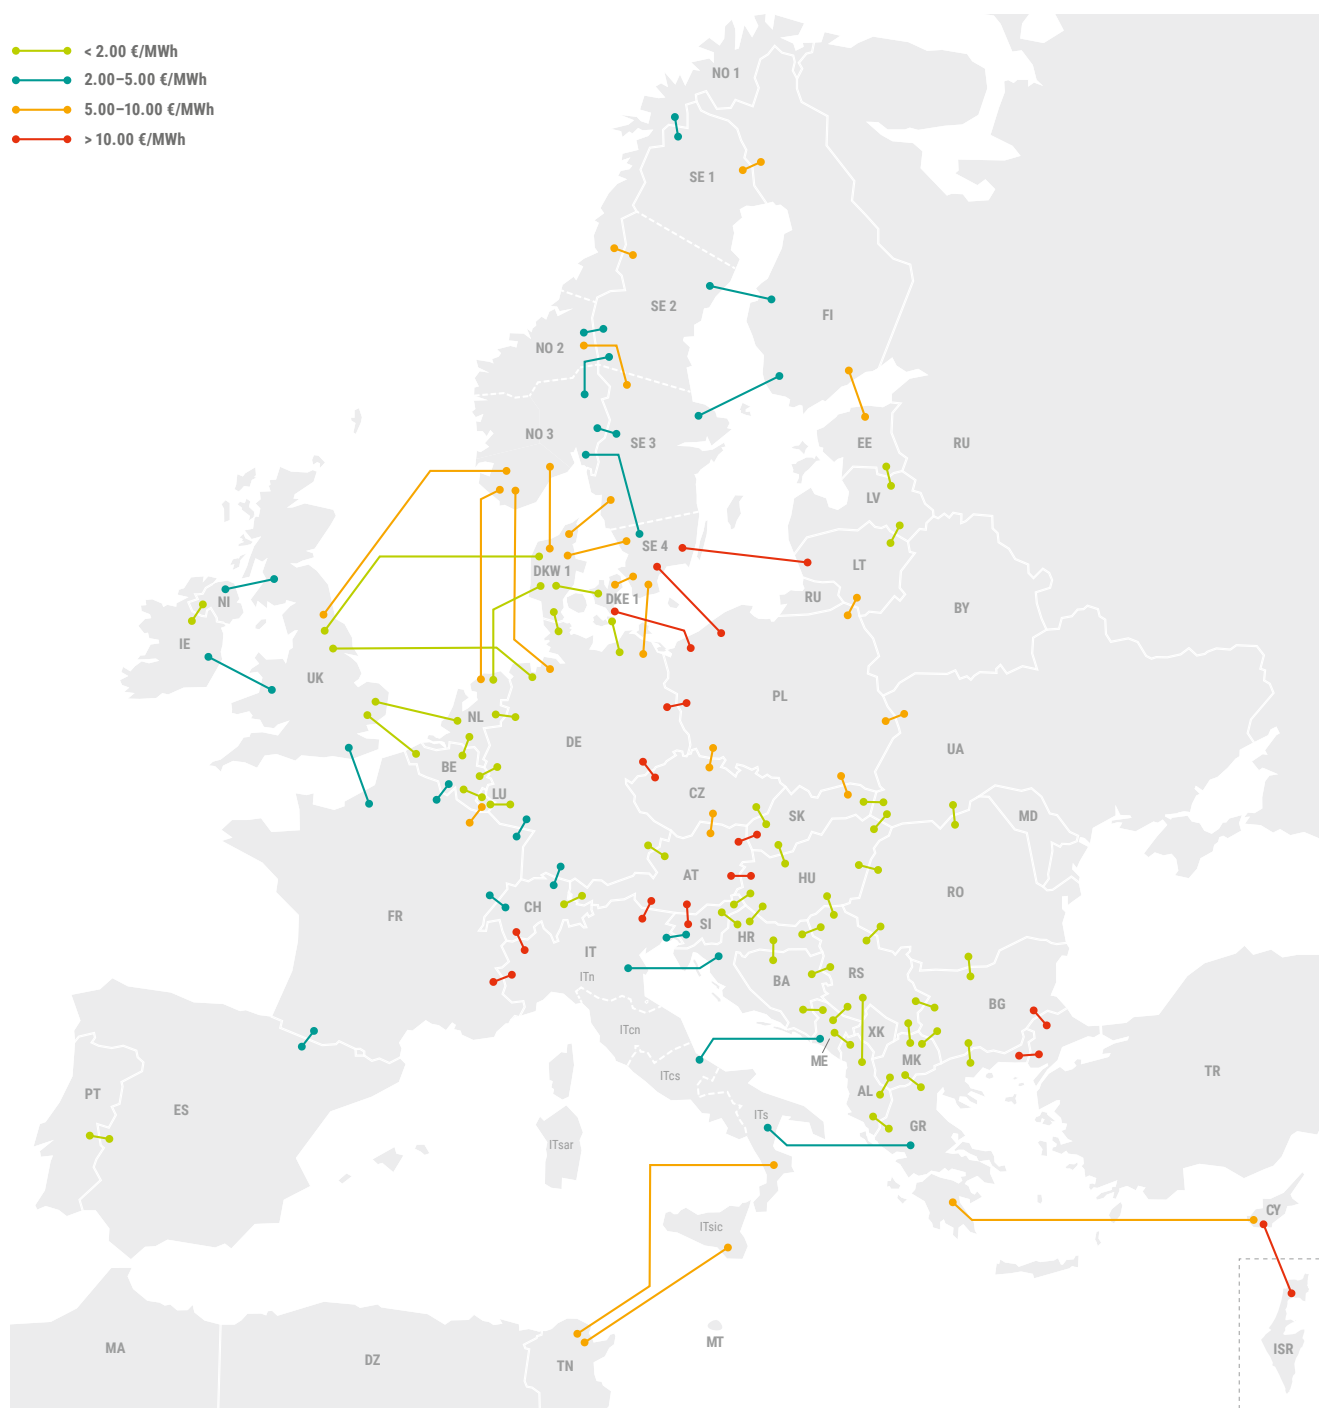 < 2.00 €/MWh
2.00–5.00 €/MWh
5.00–10.00 €/MWh
> 10.00 €/MWh
NO 1
SE 1
SE 2
FI
NO 2
NO 3
SE 3
EE
RU
LV
SE 4
LT
DKW 1
DKE 1
RU
BY
NI
IE
UK
PL
NL
DE
UA
BE
LU
CZ
SK
MD
AT
HU
RO
CH
FR
SI
HR
IT
RS
BA
ITn
BG
ITcn
XK
ME
MK
ITcs
TR
PT
AL
ES
ITs
GR
ITsar
CY
ITsic
MA
MT
ISR
DZ
TN